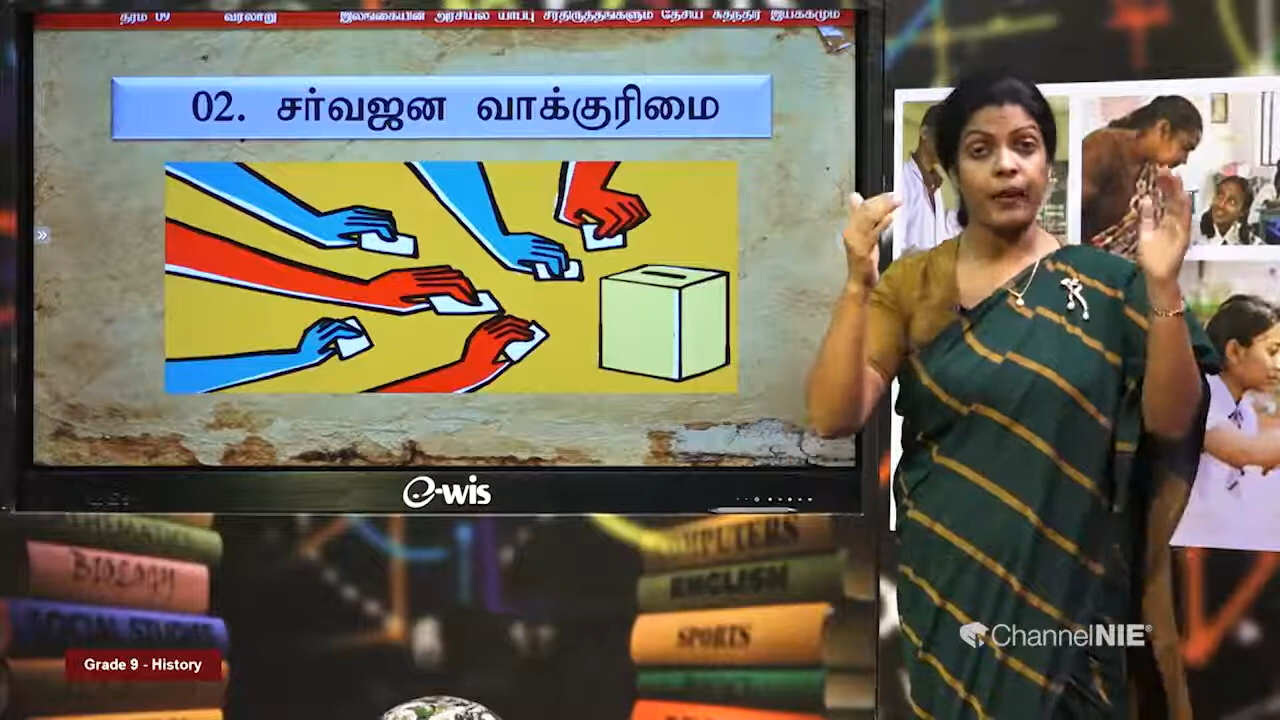 தரம் 09 வரலாறு இலங்கையின் அரசியல் யாப்பு சீர்திருத்தங்களும் தேசிய சுதந்திர இயக்கமும்
02. சர்வஜன வாக்குரிமை
e-wis
BIOLOGY
SOCIAL STUDIES
COMPUTERS
ENGLISH
SPORTS
ChannelNIE®
Grade 9 - History